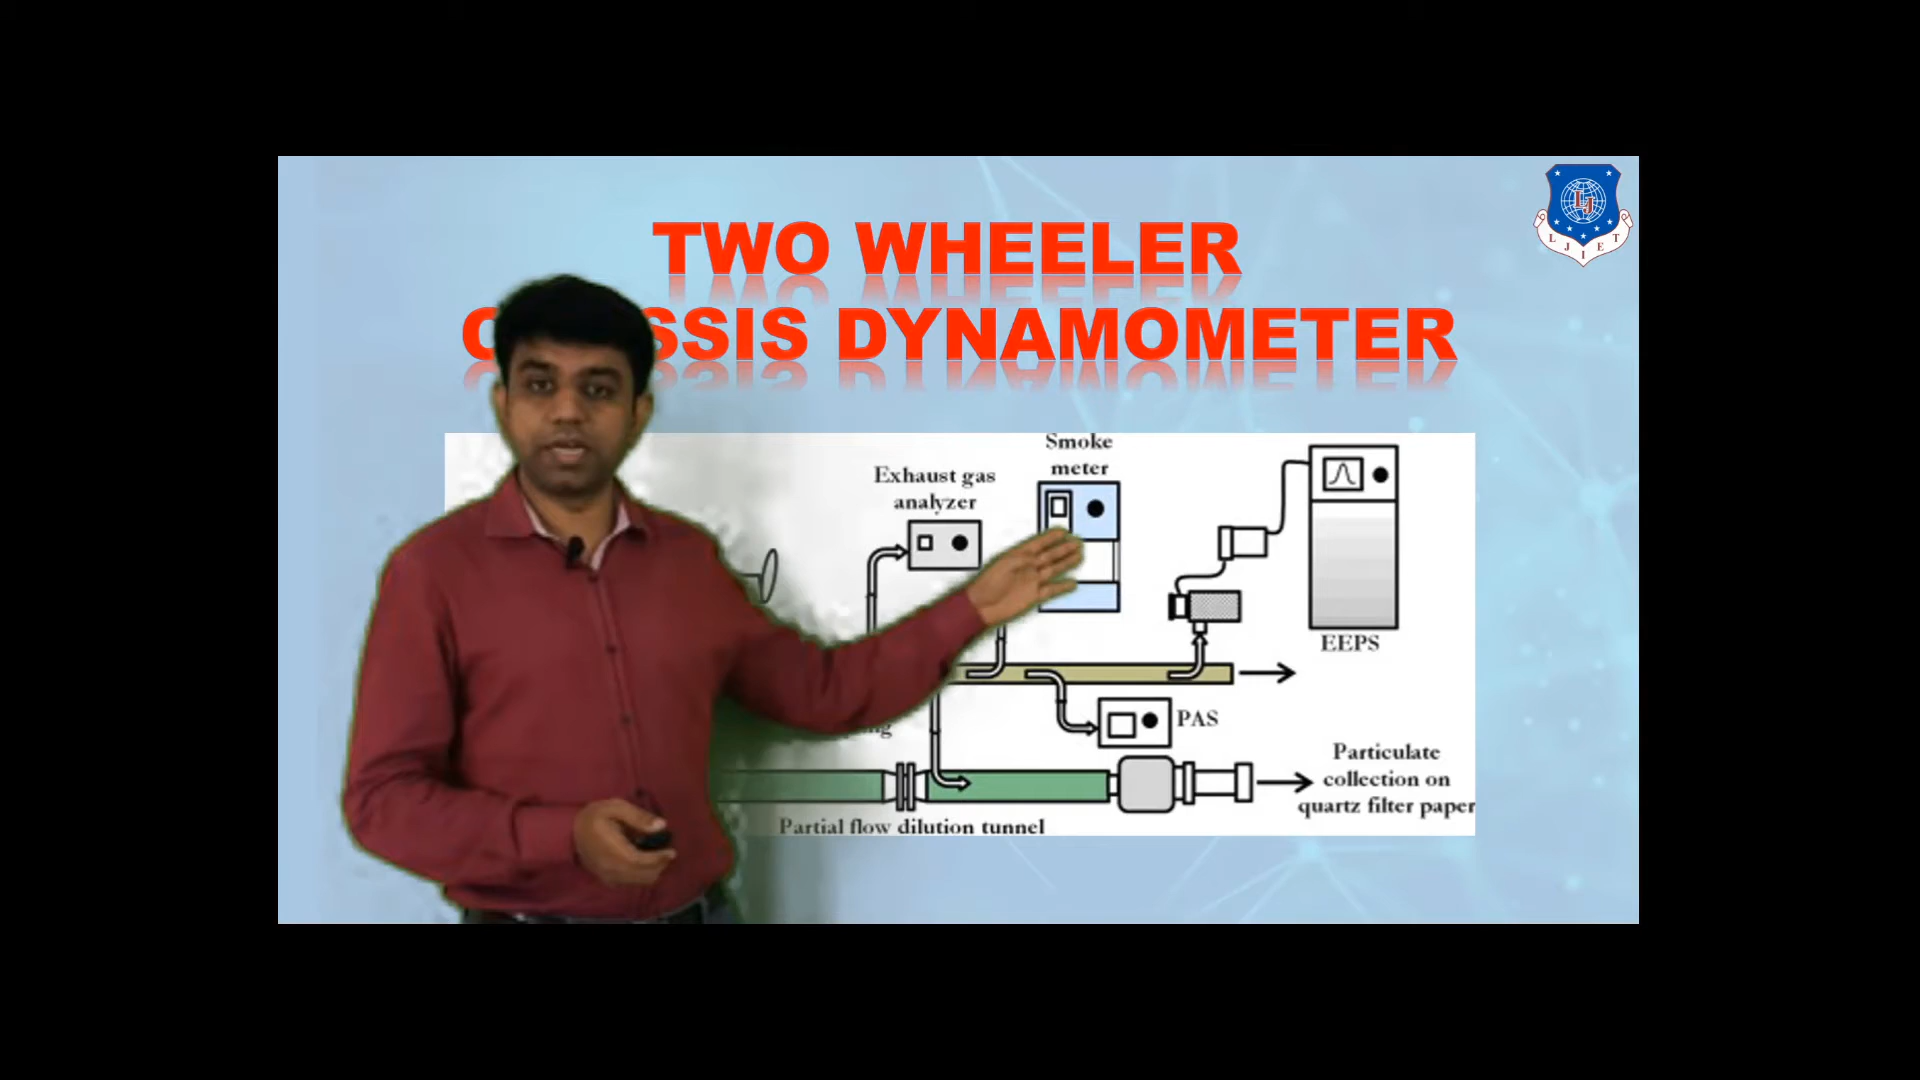 TWO WHEELER
DYNAMOMETER
Smoke
meter
Exhaust gas
analyzer
EEPS
PAS
Particulate
collection on
quartz filter paper
Partial flow dilution tunnel
L J I E T
LJ